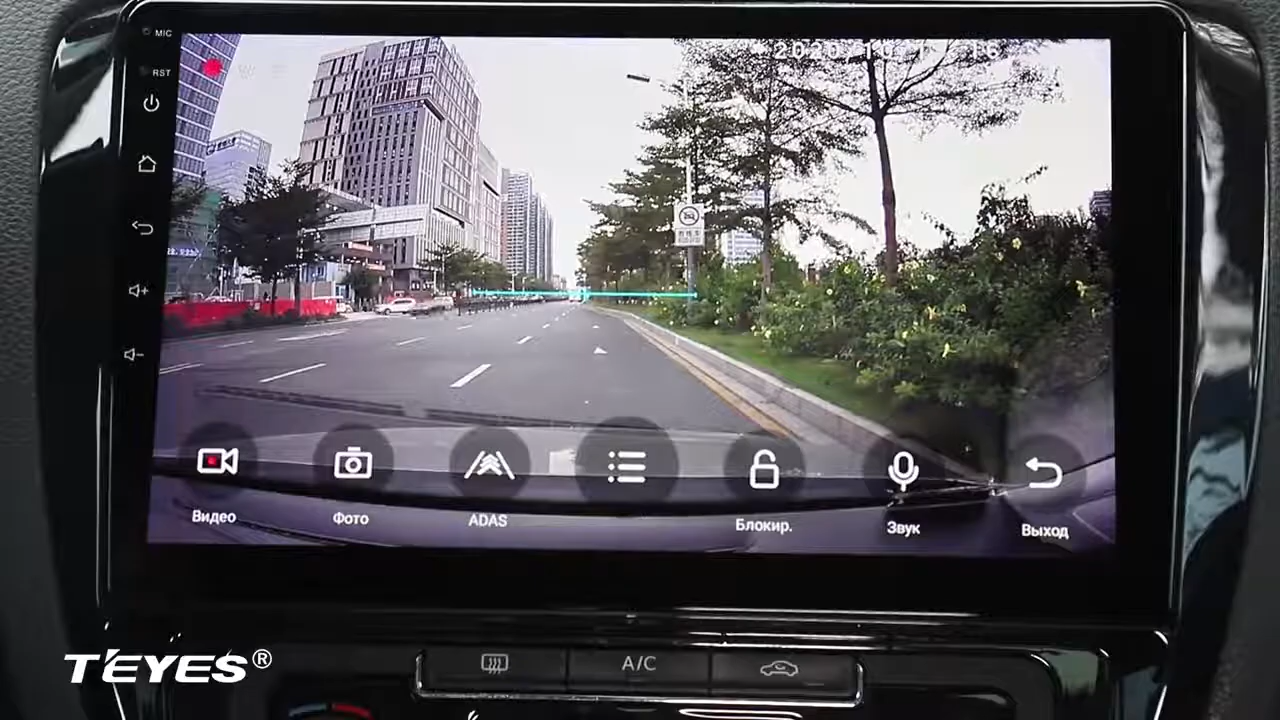 MIC
RST
Видео
Фото
ADAS
Блокир.
Звук
Выход
A/C
TEYES®